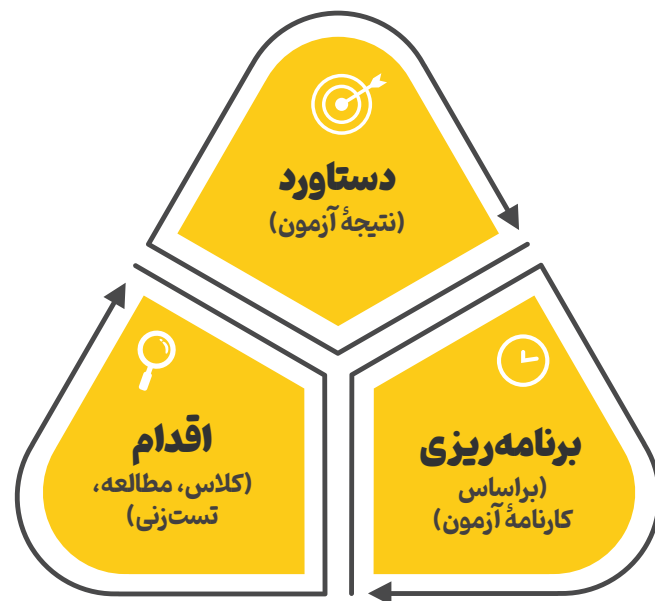 دستاورد
(نتیجهٔ آزمون)
برنامه‌ریزی
(براساس
کارنامهٔ آزمون)
اقدام
(کلاس، مطالعه،
تست‌زنی)